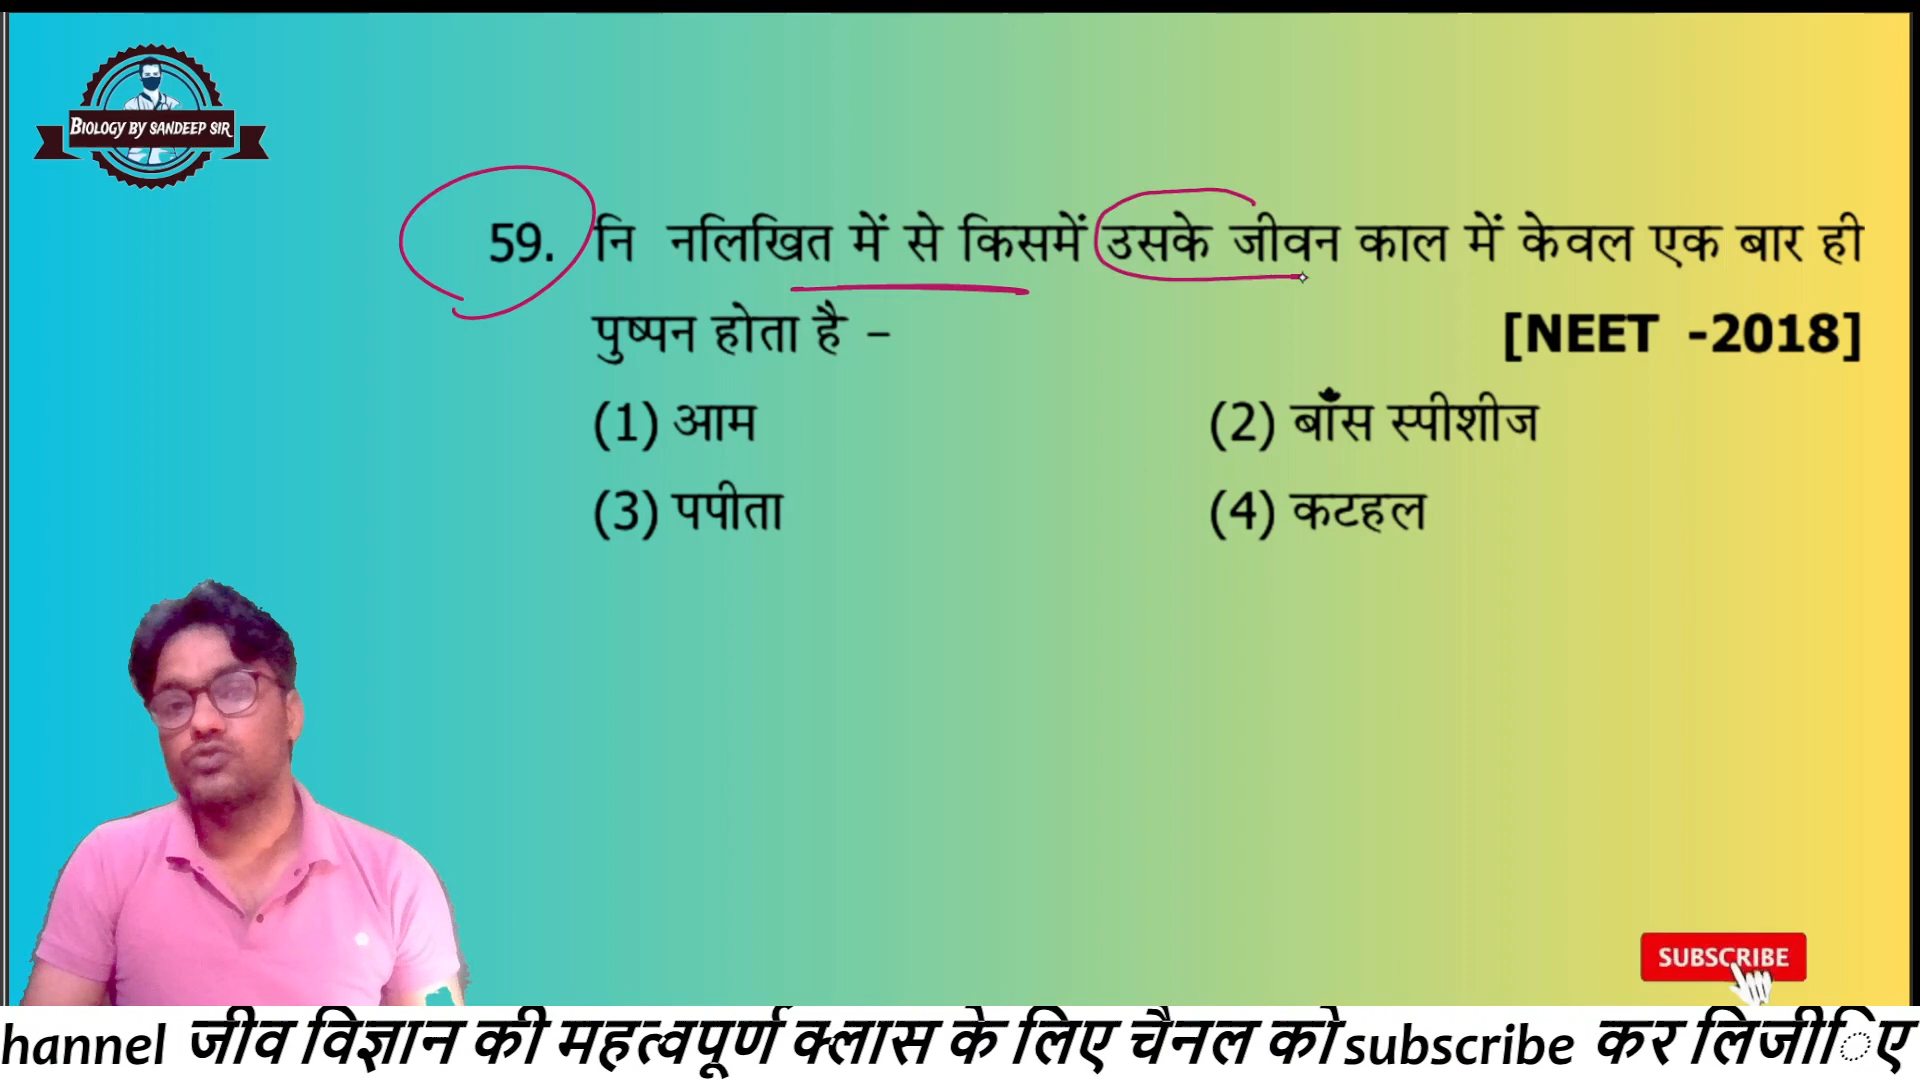 BIOLOGY BY SANDEEP SIR
59. नि नलिखित में से किसमें उसके जीवन काल में केवल एक बार ही
पुष्पन होता है – [NEET -2018]
(1) आम (2) बाँस स्पीशीज
(3) पपीता (4) कटहल
SUBSCRIBE
hannel जीव विज्ञान की महत्वपूर्ण क्लास के लिए चैनल को subscribe कर लिजीिए